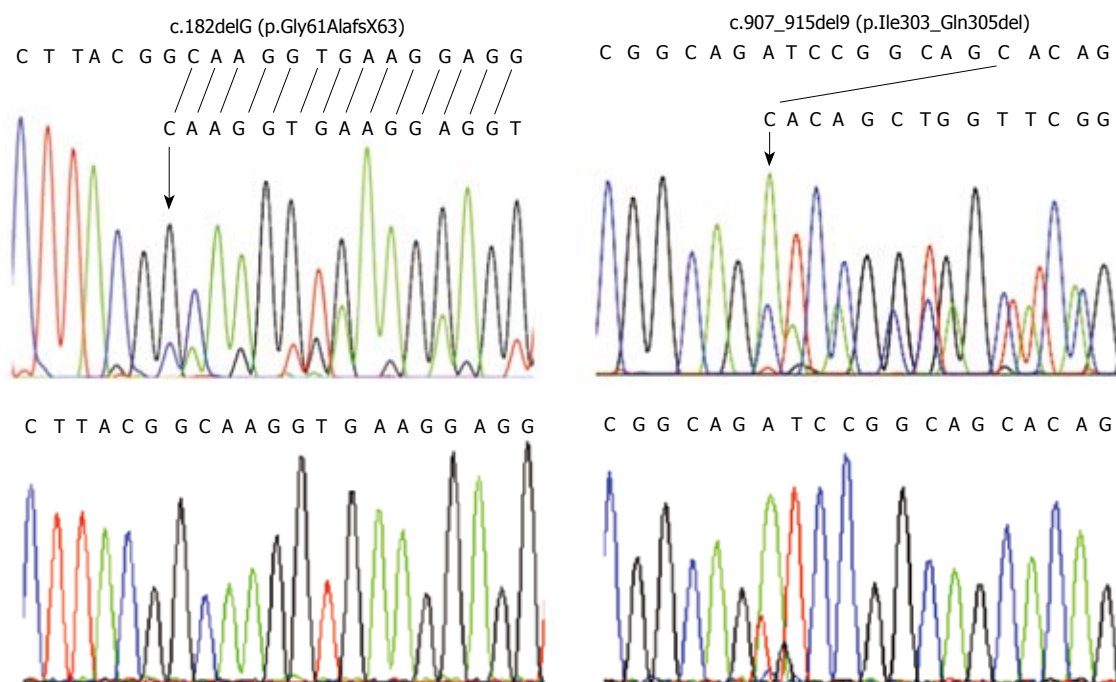 c.182delG (p.Gly61AlafsX63)
C T T A C G G C A A G G T G A A G G A G G
C A A G G T G A A G G A G G T
C T T A C G G C A A G G T G A A G G A G G
c.907_915del9 (p.Ile303_Gln305del)
C G G C A G A T C C G G C A G C A C A G
C A C A G C T G G T T C G G
C G G C A G A T C C G G C A G C A C A G